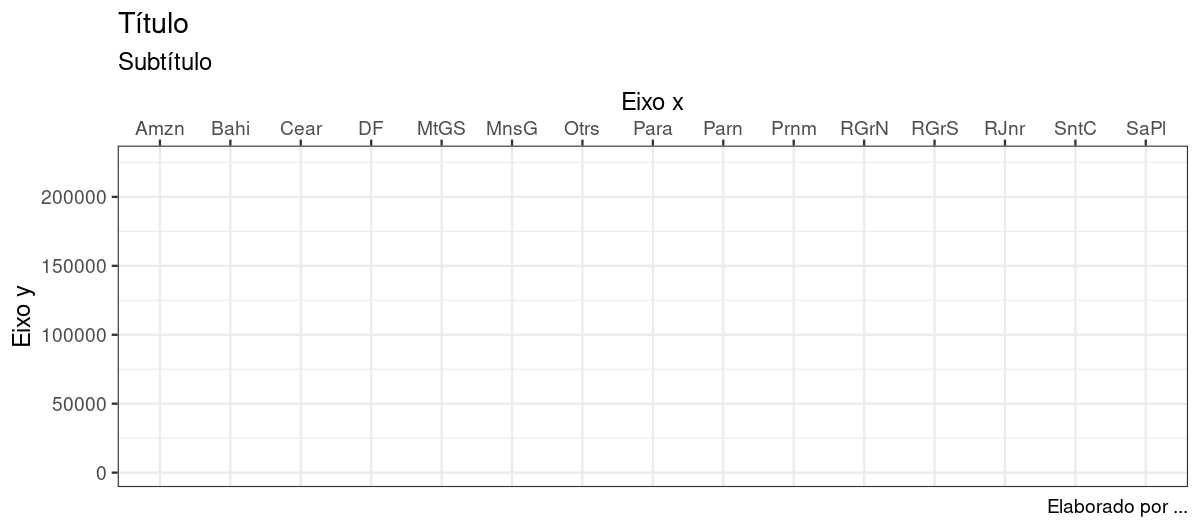 Título
Subtítulo
Eixo x
Amzn Bahi Cear DF MtGS MnsG Otrs Para Parn Prnm RGrN RGrS RJnr SntC SaPl
200000
150000
Eixo y
100000
50000
0
Elaborado por ...